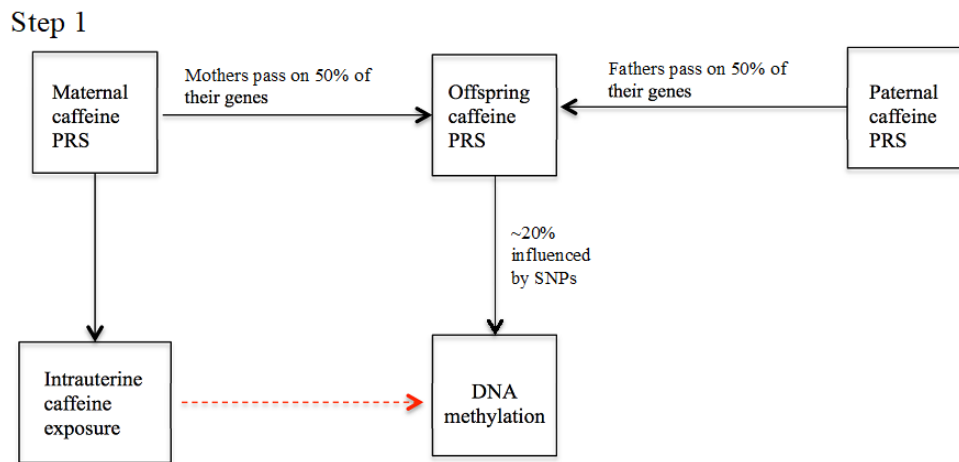 Step 1
Maternal
caffeine
PRS
Mothers pass on 50% of
their genes
Offspring
caffeine
PRS
Fathers pass on 50% of
their genes
Paternal
caffeine
PRS
~20%
influenced
by SNPs
Intrauterine
caffeine
exposure
DNA
methylation